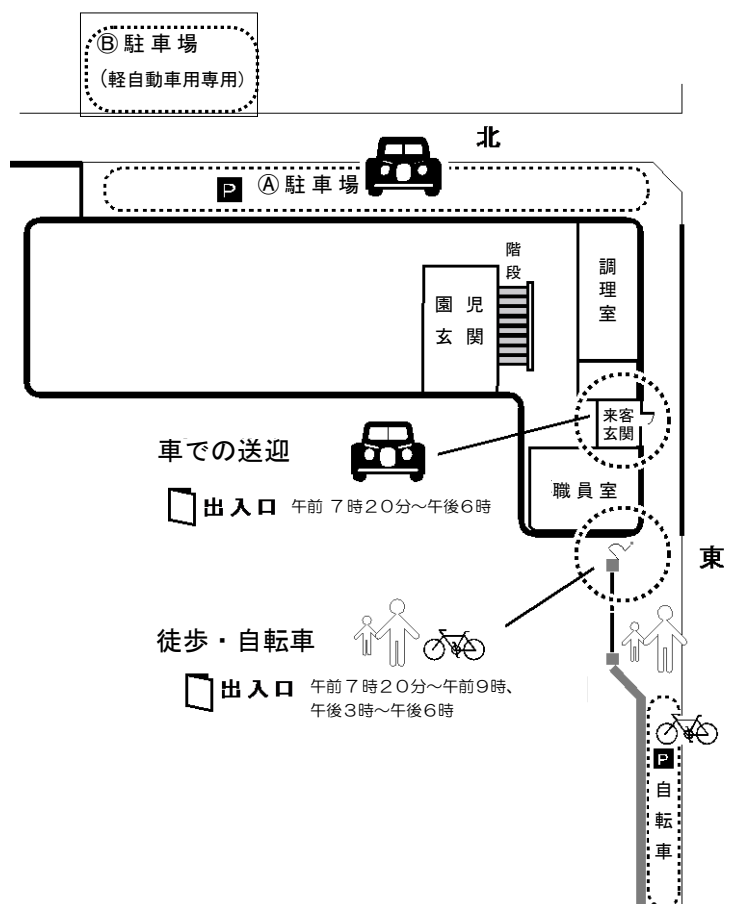 Ⓑ駐車場
(軽自動車用専用)
北
P Ⓐ駐車場
階段
園児
玄関
調理室
来客
玄関
車での送迎
出入口 午前 7時20分～午後6時
職員室
東
徒歩・自転車
出入口 午前7時20分～午前9時、
午後3時～午後6時
P
自転車